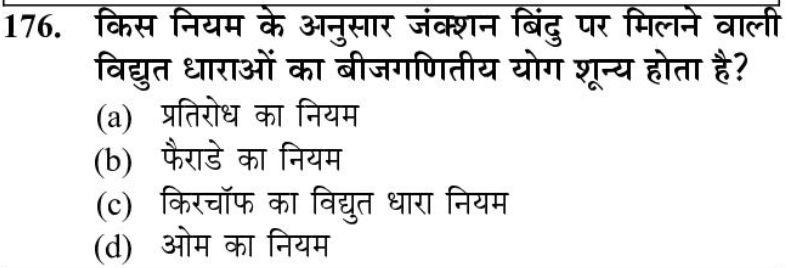 176. किस नियम के अनुसार जंक्शन बिंदु पर मिलने वाली
विद्युत धाराओं का बीजगणितीय योग शून्य होता है?
(a) प्रतिरोध का नियम
(b) फैराडे का नियम
(c) किरचॉफ का विद्युत धारा नियम
(d) ओम का नियम